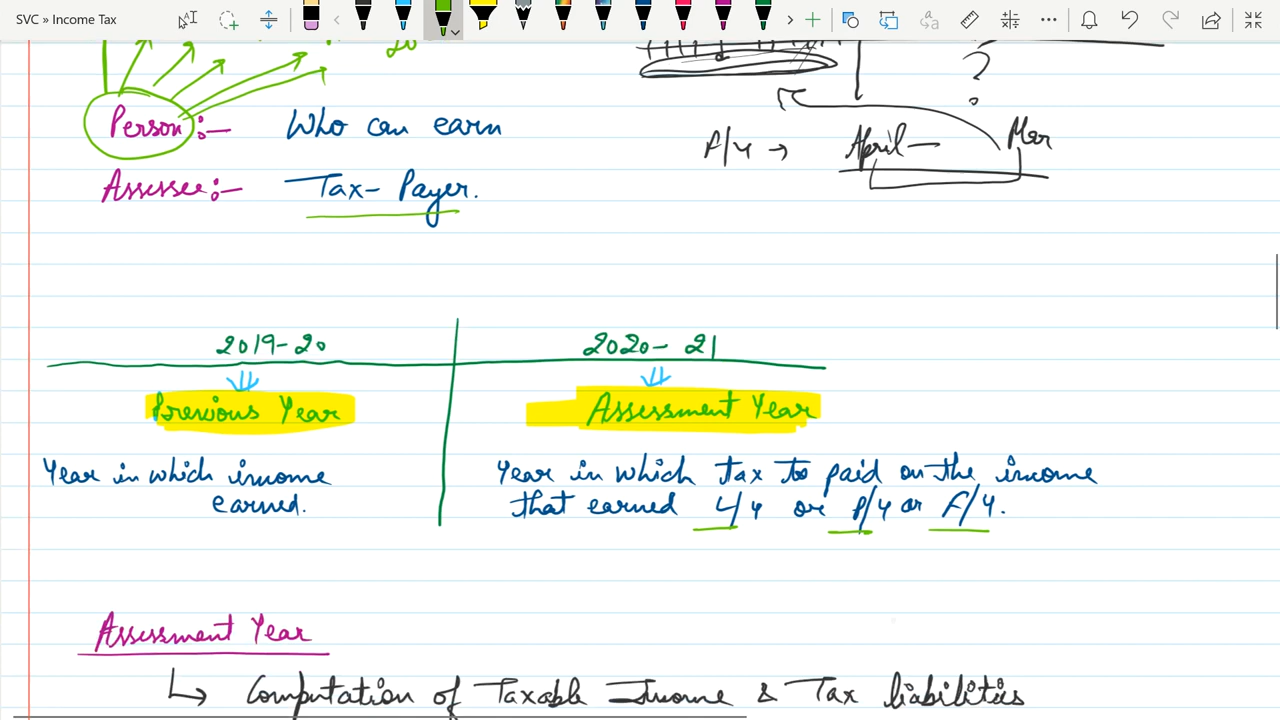 SVC » Income Tax
20
Person :- Who can earn
?
F/Y → April — Mar
Assessee :- Tax- Payer.
2019-20 2020-21
Previous Year Assessment Year
Year in which income
earned.
Year in which Tax to paid on the income
that earned L/Y or P/Y or F/Y.
Assessment Year
↳ Computation of Taxable Income & Tax liabilities